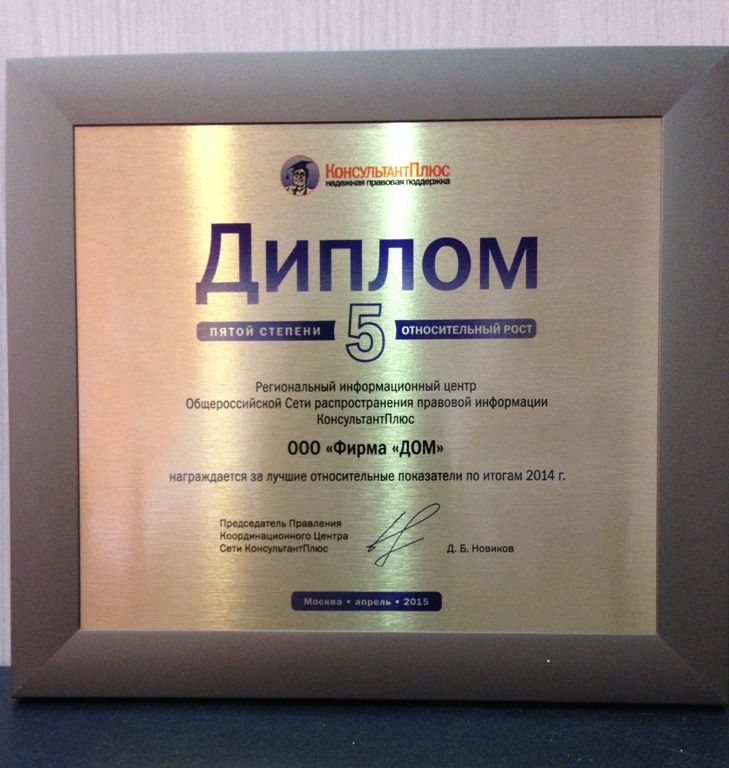 КонсультантПлюс
надежная правовая поддержка
Диплом
ПЯТОЙ СТЕПЕНИ 5 ОТНОСИТЕЛЬНЫЙ РОСТ
Региональный информационный центр
Общероссийской Сети распространения правовой информации
КонсультантПлюс
ООО «Фирма «ДОМ»
награждается за лучшие относительные показатели по итогам 2014 г.
Председатель Правления
Координационного Центра
Сети КонсультантПлюс
Д. Б. Новиков
Москва • апрель • 2015